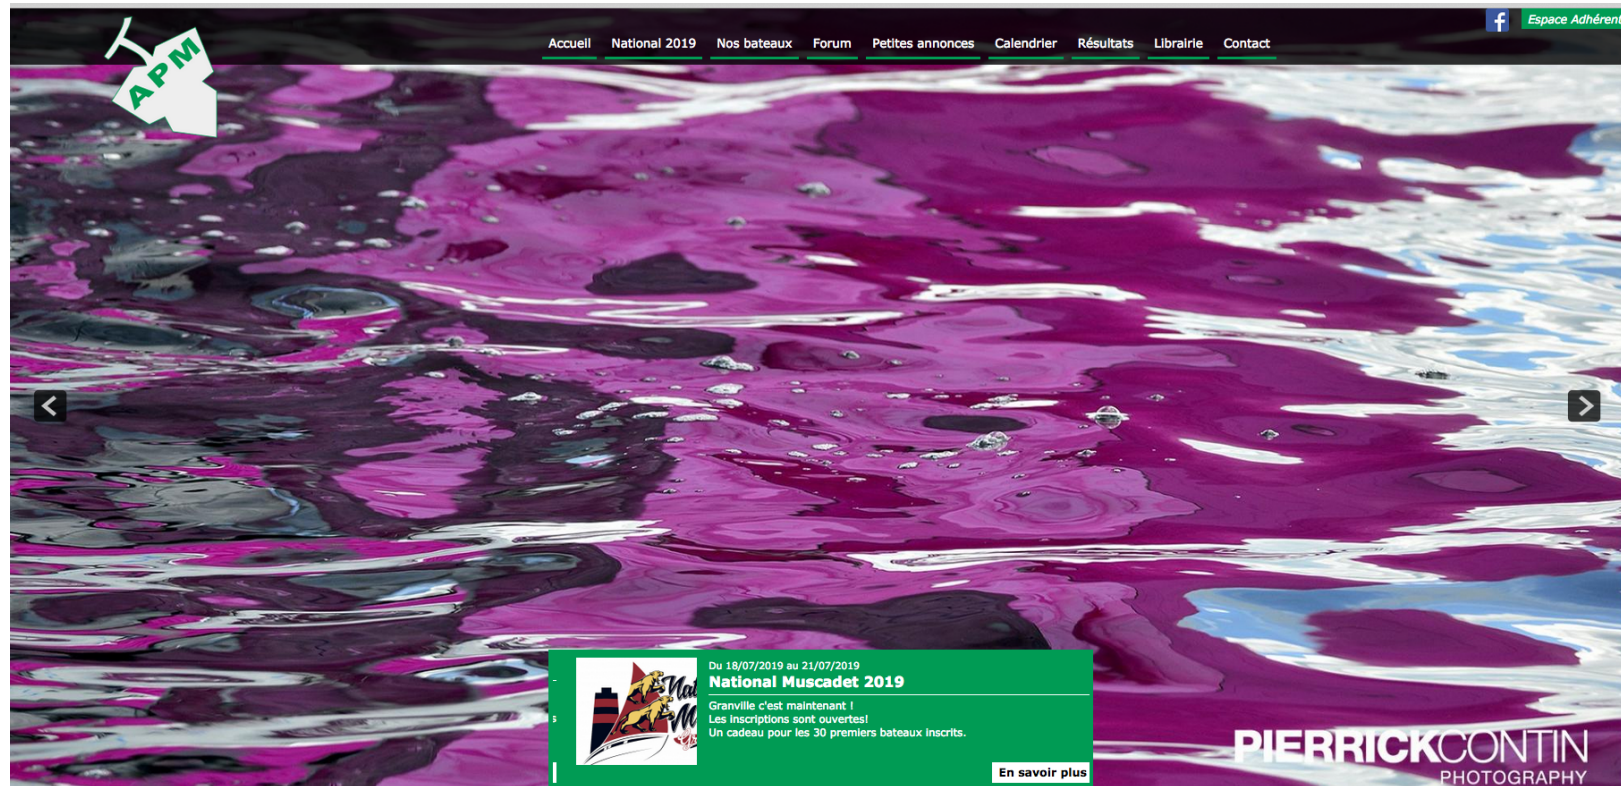 APM
Espace Adhérent
Accueil National 2019 Nos bateaux Forum Petites annonces Calendrier Résultats Librairie Contact
Du 18/07/2019 au 21/07/2019
National Muscadet 2019
Granville c'est maintenant !
Les inscriptions sont ouvertes!
Un cadeau pour les 30 premiers bateaux inscrits.
En savoir plus
PIERRICKCONTIN
PHOTOGRAPHY